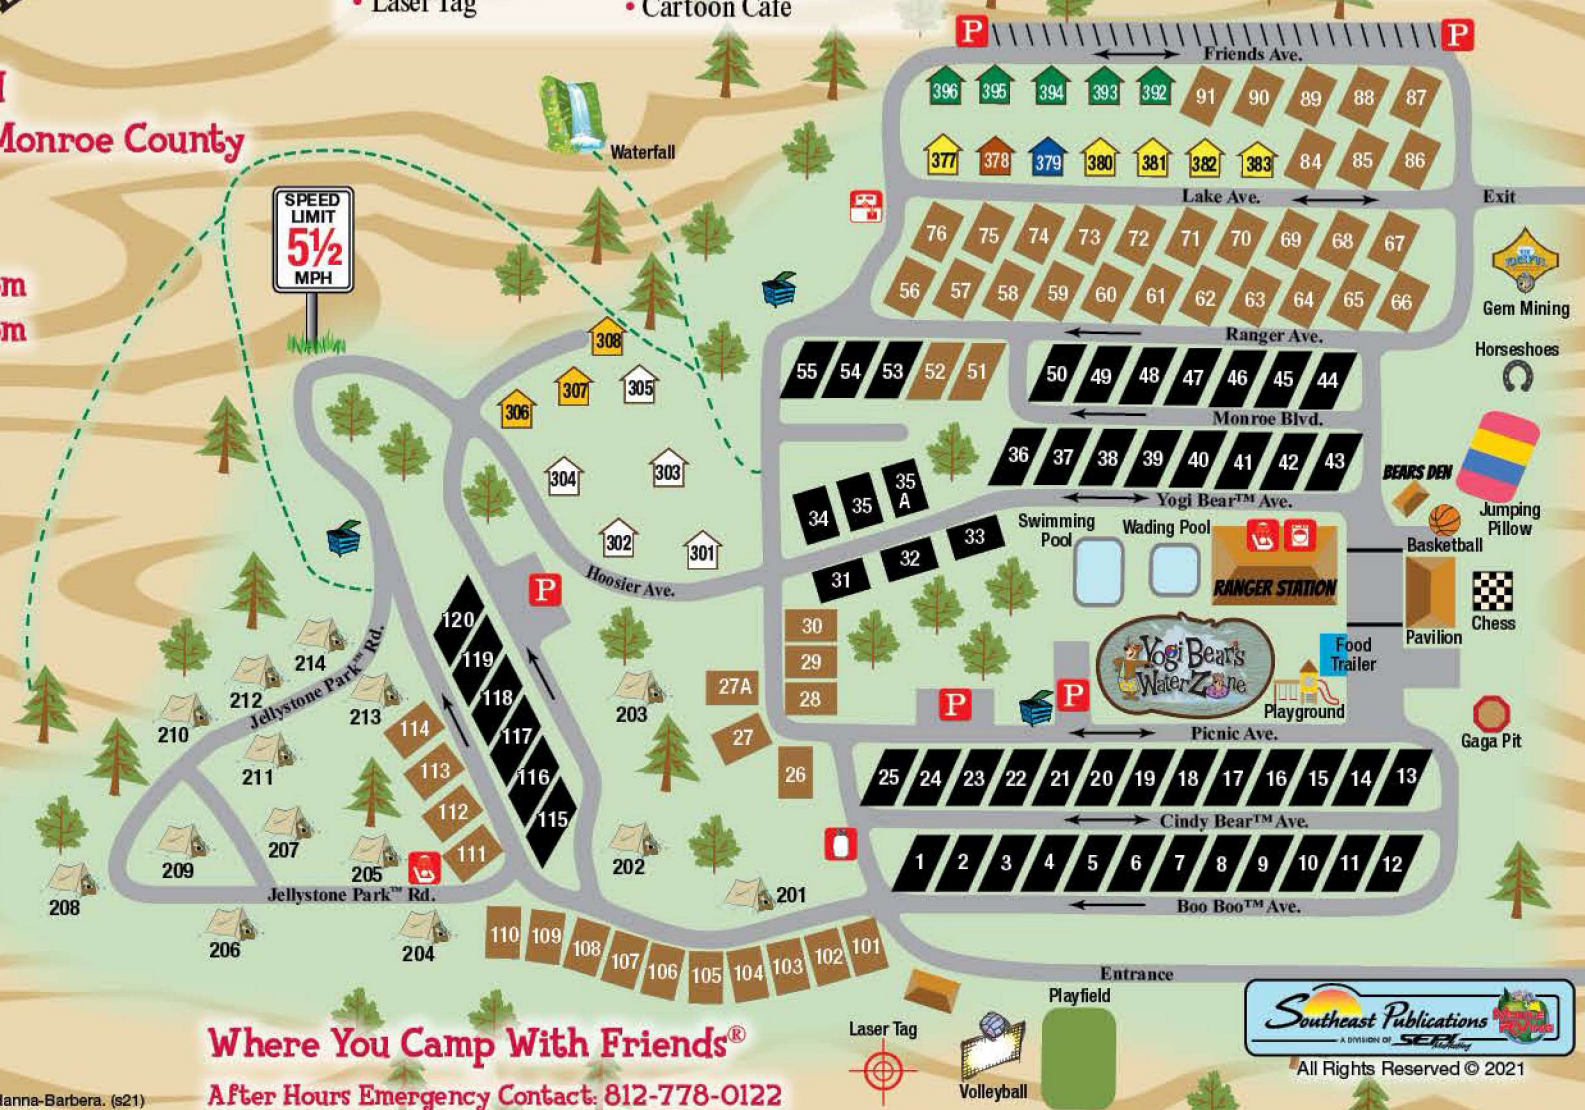 • Laser Tag
• Cartoon Cafe
Monroe County
P
P
Friends Ave.
396 395 394 393 392 91 90 89 88 87
377 378 379 380 381 382 383 84 85 86
Waterfall
Lake Ave.
Exit
SPEED
LIMIT
5½
MPH
76 75 74 73 72 71 70 69 68 67
56 57 58 59 60 61 62 63 64 65 66
Gem Mining
Ranger Ave.
Horseshoes
308
307 305
306
55 54 53 52 51 50 49 48 47 46 45 44
Monroe Blvd.
36 37 38 39 40 41 42 43
304 303
BEARS DEN
34 35 35
A
Yogi Bear™ Ave.
Jumping
Pillow
302 301
31 32 33
Swimming
Pool
Wading Pool
Basketball
RANGER STATION
Hoosier Ave.
P
120
119
118
117
116
115
30
29
28
Chess
Pavilion
Food
Trailer
Yogi Bear's
Water Zone
Playground
214
212
213
210
211
Jellystone Park™ Rd.
203
27A
27
26
P
P
Gaga Pit
Picnic Ave.
114
113
112
111
25 24 23 22 21 20 19 18 17 16 15 14 13
Cindy Bear™ Ave.
209
207
205
202
1 2 3 4 5 6 7 8 9 10 11 12
208
Jellystone Park™ Rd.
201
Boo Boo™ Ave.
206
204
110 109 108 107 106 105 104 103 102 101
Entrance
Playfield
Laser Tag
Volleyball
Southeast Publications
A DIVISION OF SEPI Marketing
All Rights Reserved © 2021
Where You Camp With Friends®
After Hours Emergency Contact: 812-778-0122
Hanna-Barbera. (s21)